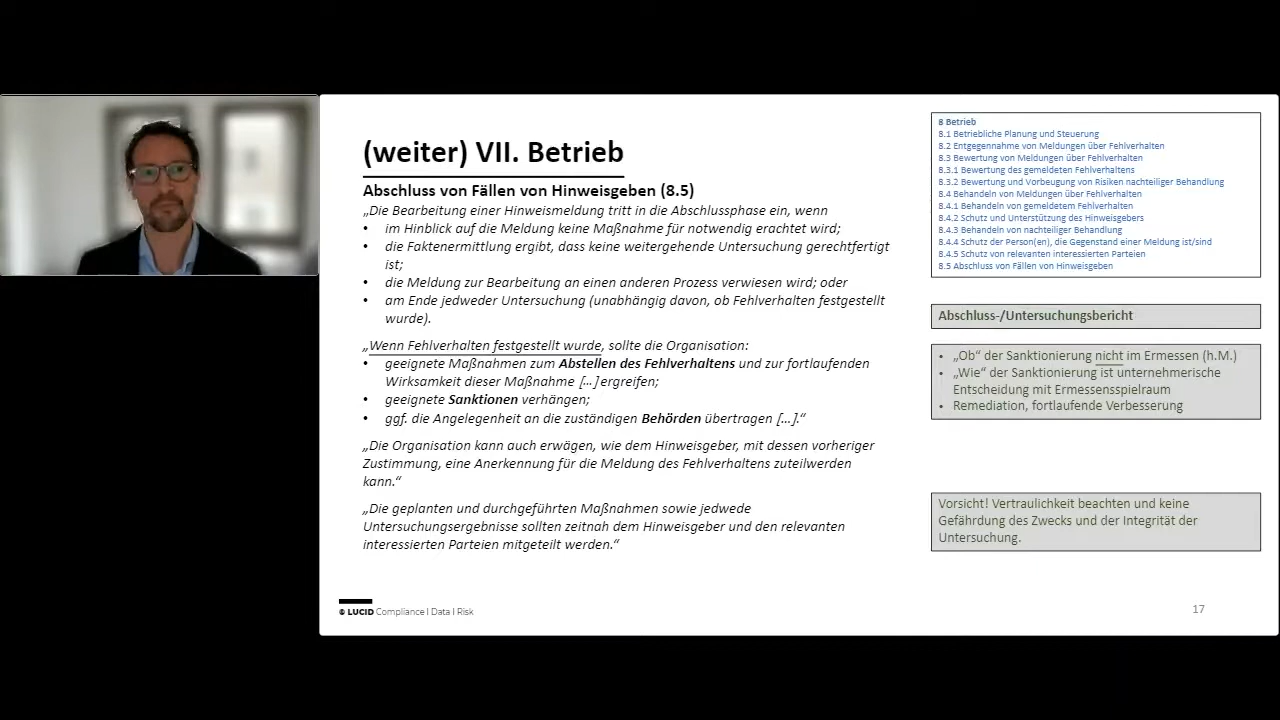 (weiter) VII. Betrieb
Abschluss von Fällen von Hinweisgeben (8.5)
„Die Bearbeitung einer Hinweismeldung tritt in die Abschlussphase ein, wenn
• im Hinblick auf die Meldung keine Maßnahme für notwendig erachtet wird;
• die Faktenermittlung ergibt, dass keine weitergehende Untersuchung gerechtfertigt
ist;
• die Meldung zur Bearbeitung an einen anderen Prozess verwiesen wird; oder
• am Ende jedweder Untersuchung (unabhängig davon, ob Fehlverhalten festgestellt
wurde).
„Wenn Fehlverhalten festgestellt wurde, sollte die Organisation:
• geeignete Maßnahmen zum Abstellen des Fehlverhaltens und zur fortlaufenden
Wirksamkeit dieser Maßnahme […] ergreifen;
• geeignete Sanktionen verhängen;
• ggf. die Angelegenheit an die zuständigen Behörden übertragen […].“
„Die Organisation kann auch erwägen, wie dem Hinweisgeber, mit dessen vorheriger
Zustimmung, eine Anerkennung für die Meldung des Fehlverhaltens zuteilwerden
kann.“
„Die geplanten und durchgeführten Maßnahmen sowie jedwede
Untersuchungsergebnisse sollten zeitnah dem Hinweisgeber und den relevanten
interessierten Parteien mitgeteilt werden.“
8 Betrieb
8.1 Betriebliche Planung und Steuerung
8.2 Entgegennahme von Meldungen über Fehlverhalten
8.3 Bewertung von Meldungen über Fehlverhalten
8.3.1 Bewertung des gemeldeten Fehlverhaltens
8.3.2 Bewertung und Vorbeugung von Risiken nachteiliger Behandlung
8.4 Behandeln von Meldungen über Fehlverhalten
8.4.1 Behandeln von gemeldetem Fehlverhalten
8.4.2 Schutz und Unterstützung des Hinweisgebers
8.4.3 Behandeln von nachteiliger Behandlung
8.4.4 Schutz der Person(en), die Gegenstand einer Meldung ist/sind
8.4.5 Schutz von relevanten interessierten Parteien
8.5 Abschluss von Fällen von Hinweisgeben
Abschluss-/Untersuchungsbericht
• „Ob“ der Sanktionierung nicht im Ermessen (h.M.)
• „Wie“ der Sanktionierung ist unternehmerische
Entscheidung mit Ermessensspielraum
• Remediation, fortlaufende Verbesserung
Vorsicht! Vertraulichkeit beachten und keine
Gefährdung des Zwecks und der Integrität der
Untersuchung.
© LUCID Compliance I Data I Risk
17